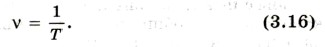 ν = 1/T. (3.16)